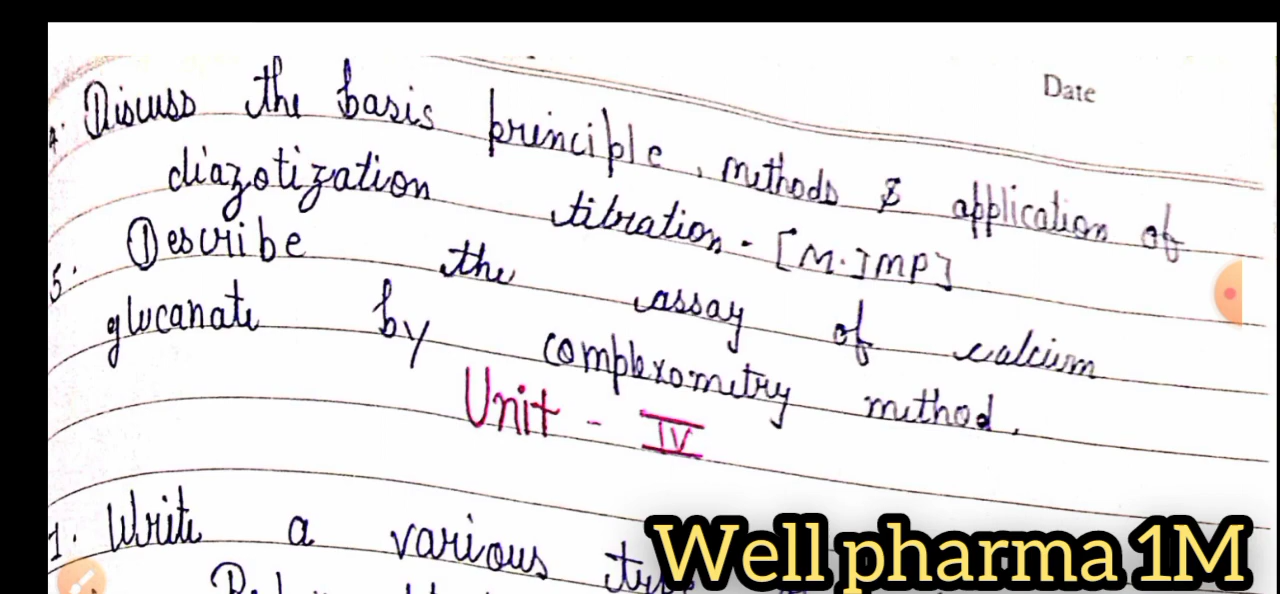 Date
4. Discuss the basis principle, methods & application of
diazotization titration - [M.IMP]
5. Describe the assay of calcium
gluconate by complexometry method.
Unit - IV
1. Write a various
Well pharma 1M